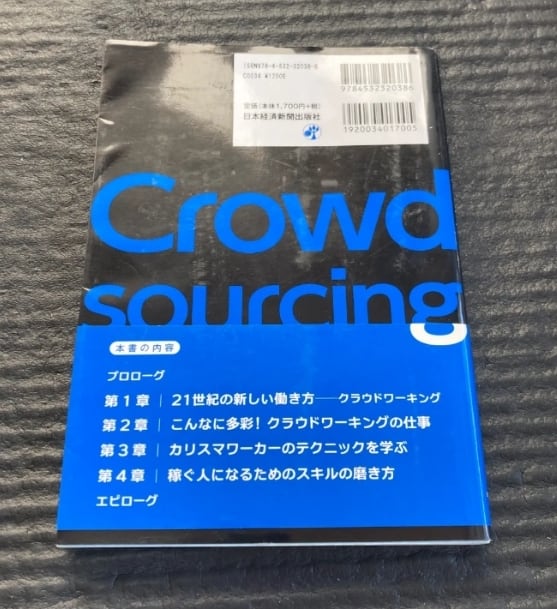 ISBN978-4-532-32038-6
C0034 ¥1700E
9784532320386
定価(本体1,700円+税)
日本経済新聞出版社
1920034017005
Crowd
sourcing
本書の内容
プロローグ
第1章 | 21世紀の新しい働き方──クラウドワーキング
第2章 | こんなに多彩! クラウドワーキングの仕事
第3章 | カリスマワーカーのテクニックを学ぶ
第4章 | 稼ぐ人になるためのスキルの磨き方
エピローグ